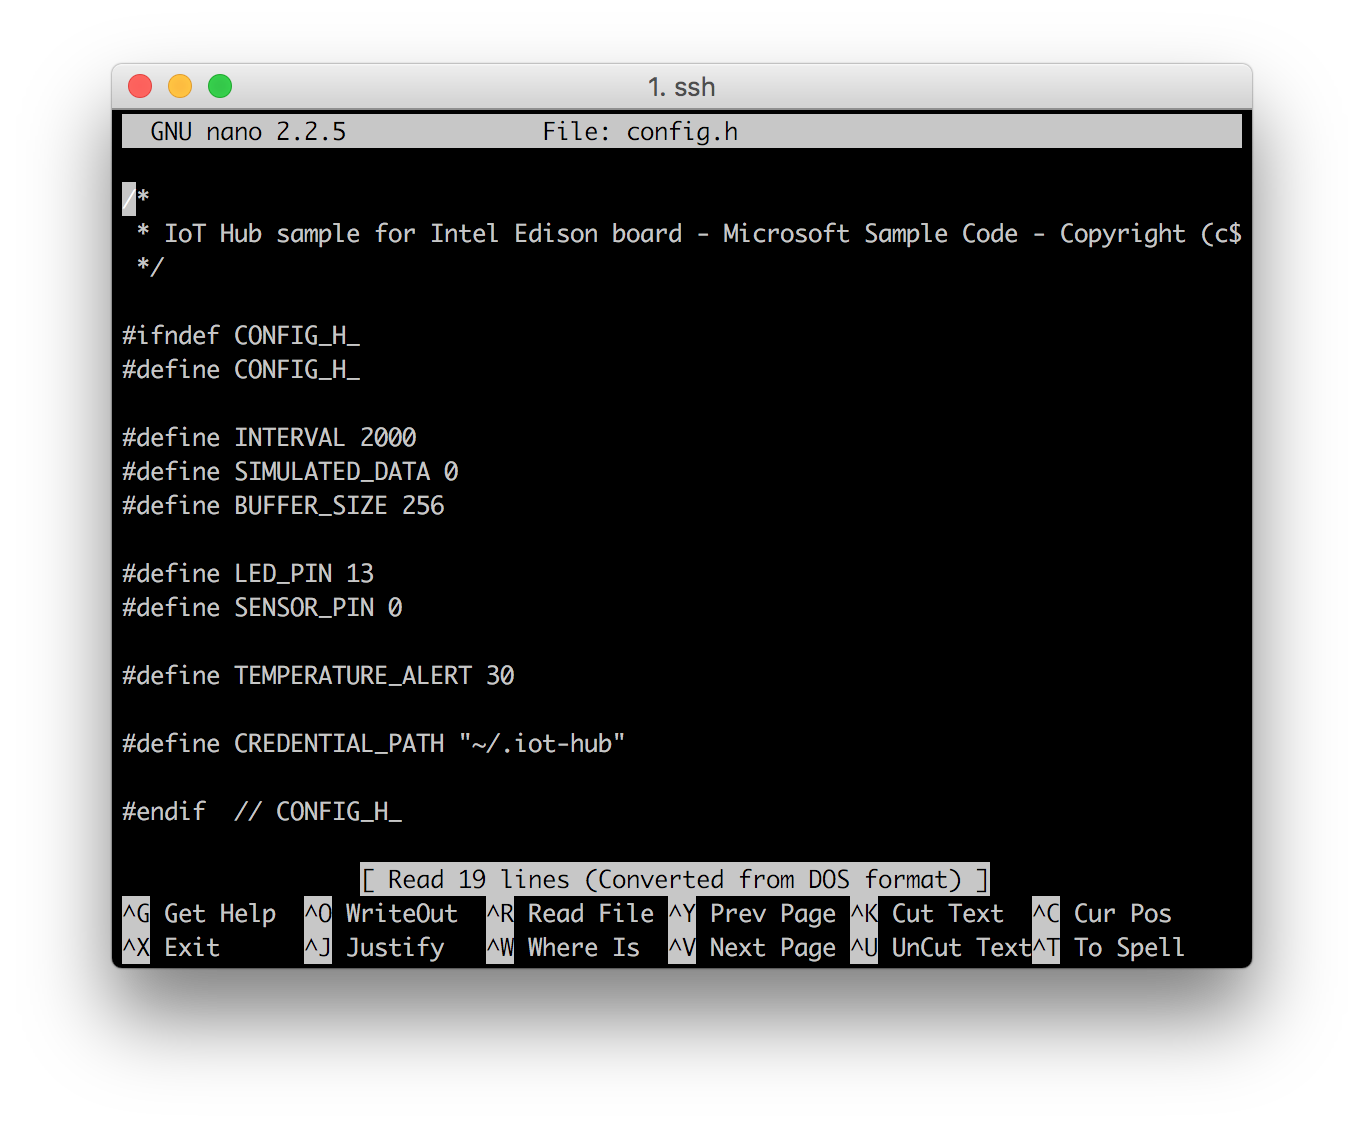 1. ssh
GNU nano 2.2.5 File: config.h
/*
 * IoT Hub sample for Intel Edison board - Microsoft Sample Code - Copyright (c$
 */
#ifndef CONFIG_H_
#define CONFIG_H_
#define INTERVAL 2000
#define SIMULATED_DATA 0
#define BUFFER_SIZE 256
#define LED_PIN 13
#define SENSOR_PIN 0
#define TEMPERATURE_ALERT 30
#define CREDENTIAL_PATH "~/.iot-hub"
#endif  // CONFIG_H_
[ Read 19 lines (Converted from DOS format) ]
^G Get Help ^O WriteOut ^R Read File ^Y Prev Page ^K Cut Text ^C Cur Pos
^X Exit ^J Justify ^W Where Is ^V Next Page ^U UnCut Text^T To Spell